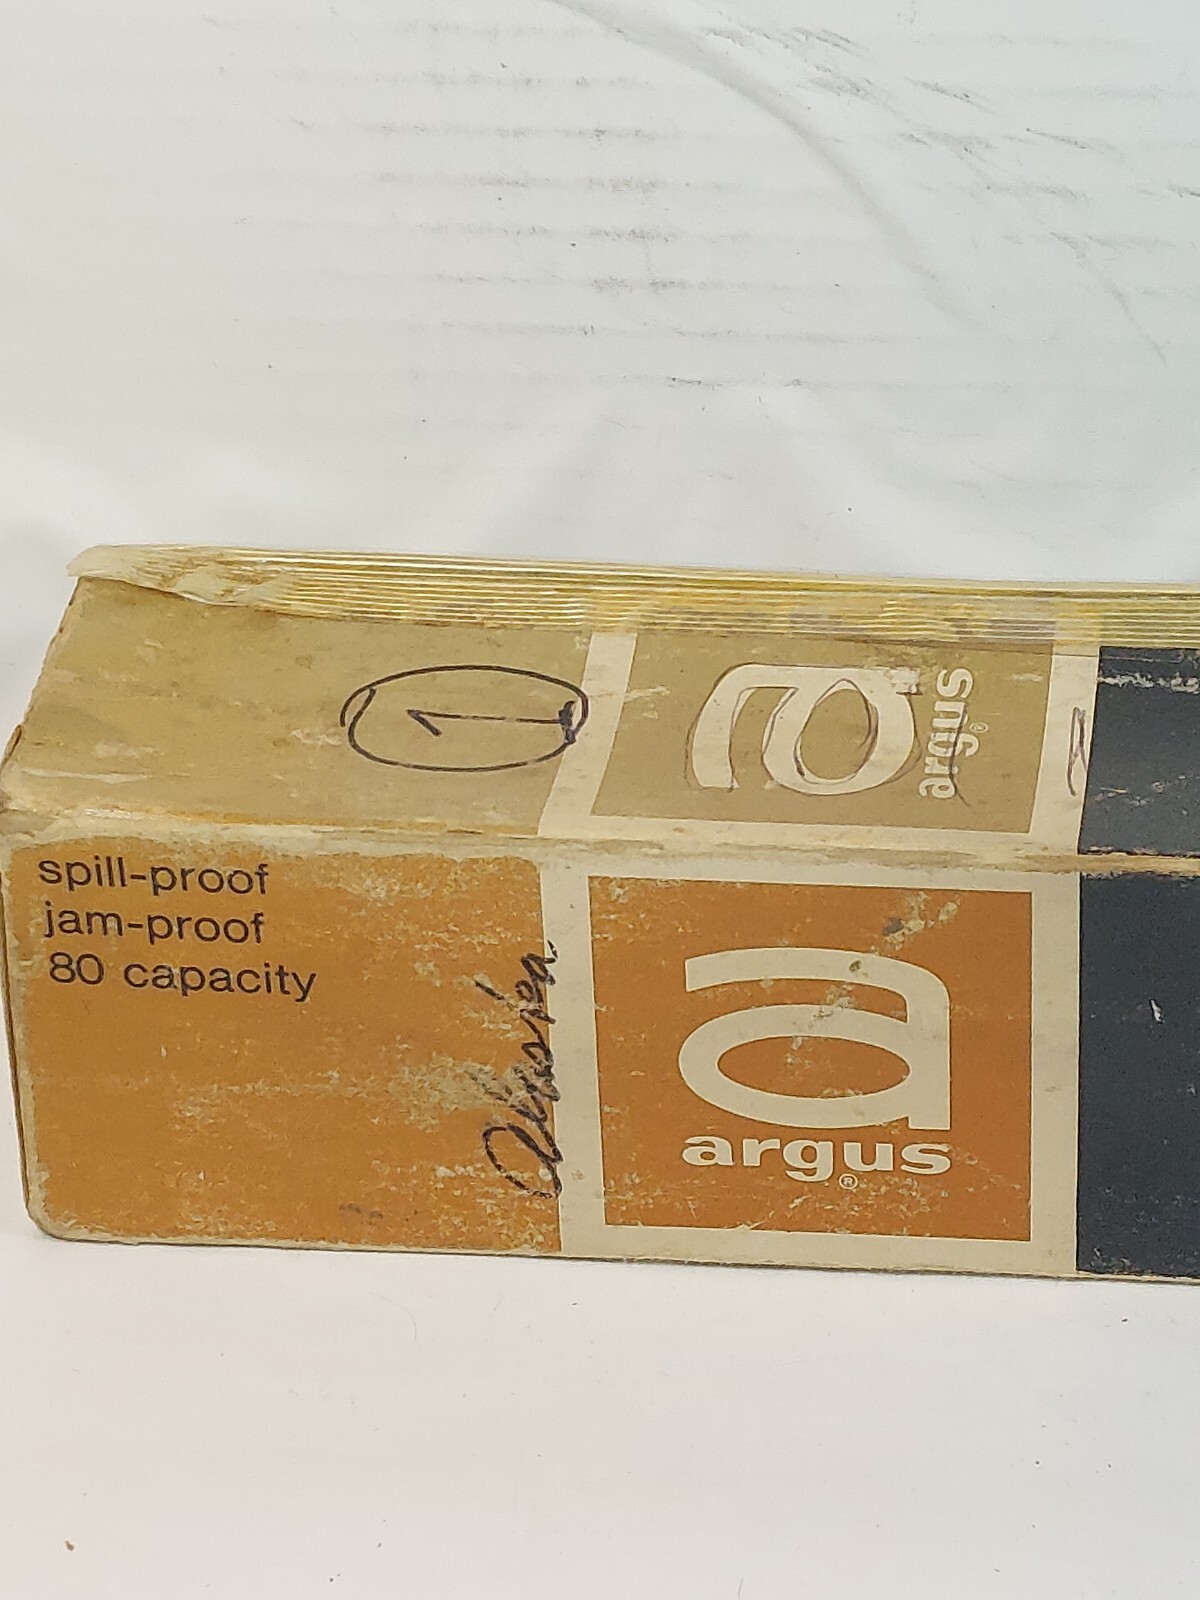 1
a
argus
®
spill-proof
jam-proof
80 capacity
a
argus
®